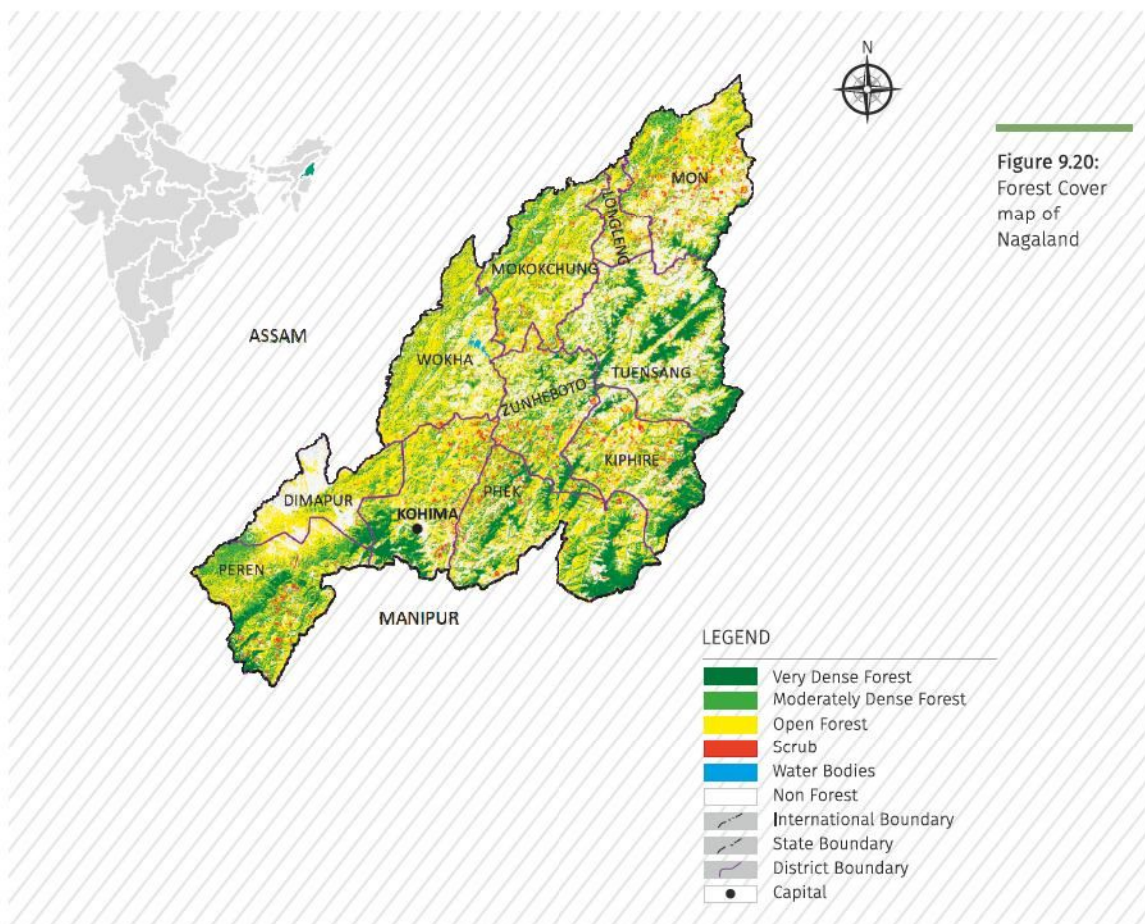 N
Figure 9.20:
Forest Cover
map of
Nagaland
MON
LONGLENG
MOKOKCHUNG
ASSAM
WOKHA
TUENSANG
ZUNHEBOTO
KIPHIRE
DIMAPUR
PHEK
KOHIMA
PEREN
MANIPUR
LEGEND
Very Dense Forest
Moderately Dense Forest
Open Forest
Scrub
Water Bodies
Non Forest
International Boundary
State Boundary
District Boundary
Capital